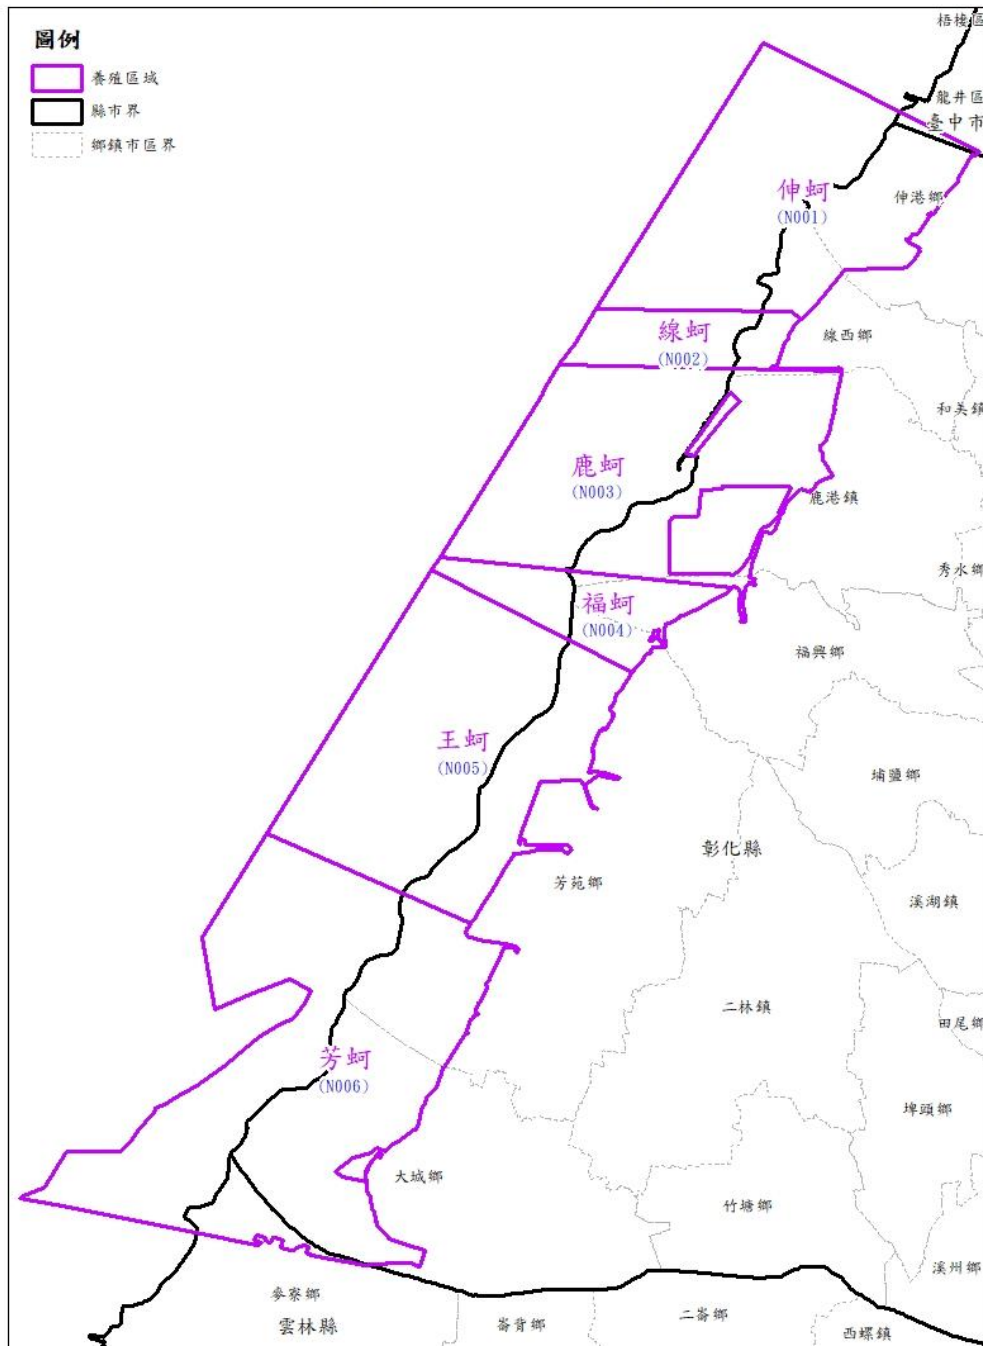 圖例
養殖區域
縣市界
鄉鎮市區界
梧棲區
龍井區
臺中市
伸蚵
(N001)
伸港鄉
線蚵
(N002)
線西鄉
和美鎮
鹿蚵
(N003)
鹿港鎮
秀水鄉
福蚵
(N004)
福興鄉
王蚵
(N005)
埔鹽鄉
彰化縣
芳苑鄉
溪湖鎮
二林鎮
田尾鄉
芳蚵
(N006)
埤頭鄉
大城鄉
竹塘鄉
溪州鄉
麥寮鄉
雲林縣
崙背鄉
二崙鄉
西螺鎮